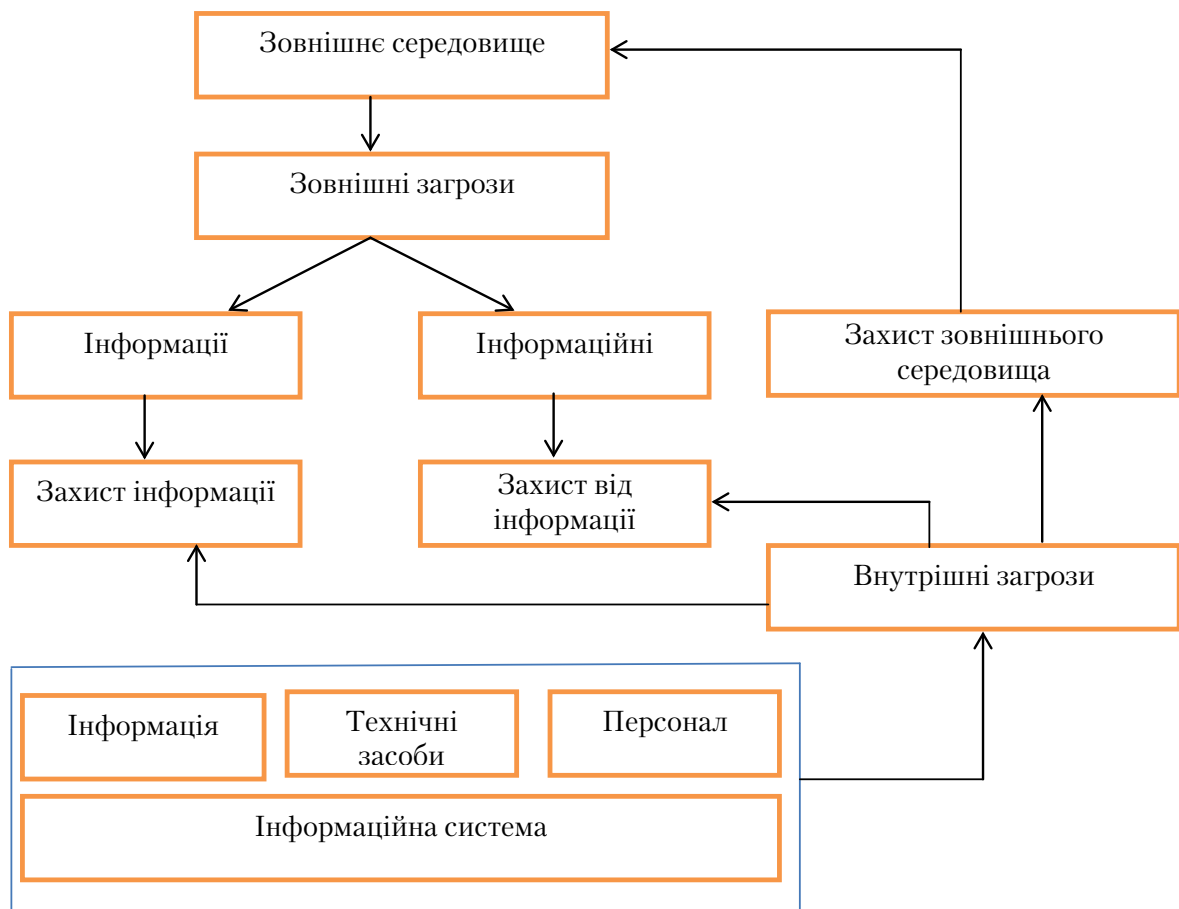 Зовнішнє середовище
Зовнішні загрози
Інформації
Інформаційні
Захист зовнішнього
середовища
Захист інформації
Захист від
інформації
Внутрішні загрози
Інформація
Технічні
засоби
Персонал
Інформаційна система